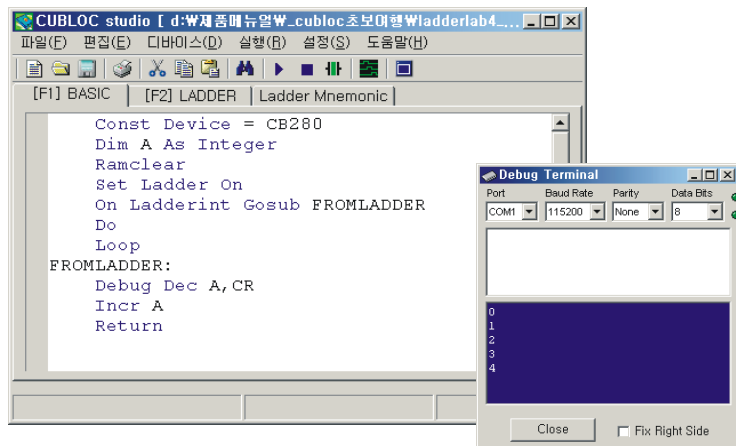 CUBLOC studio [ d:₩제품메뉴얼₩_cubloc초보여행₩ladderlab4_...
파일(F) 편집(E) 디바이스(D) 실행(R) 설정(S) 도움말(H)
[F1] BASIC [F2] LADDER Ladder Mnemonic
Const Device = CB280
Dim A As Integer
Ramclear
Set Ladder On
On Ladderint Gosub FROMLADDER
Do
Loop
FROMLADDER:
Debug Dec A,CR
Incr A
Return
Debug Terminal
Port Baud Rate Parity Data Bits
COM1 115200 None 8
0
1
2
3
4
Close Fix Right Side